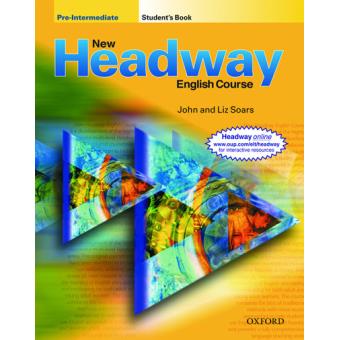 Pre-Intermediate Student's Book
New
Headway
English Course
John and Liz Soars
Headway online
www.oup.com/elt/headway
for interactive resources
OXFORD